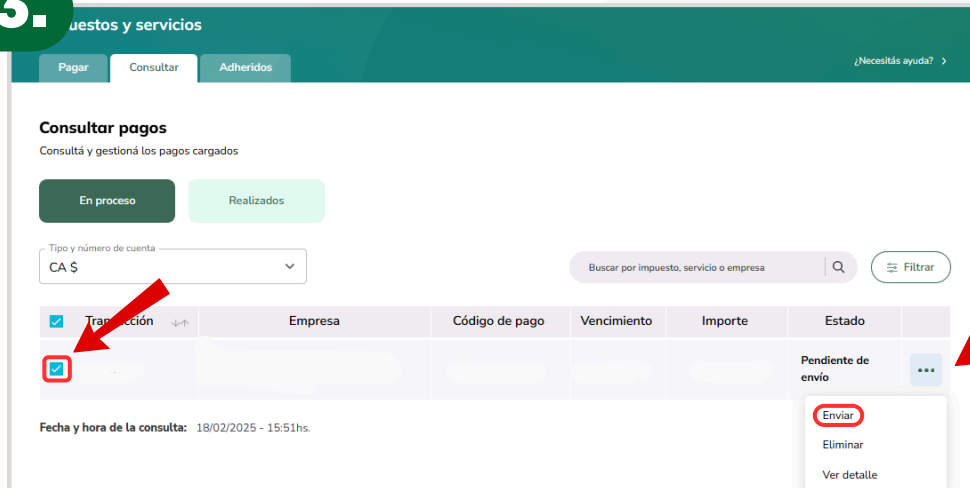 3.
uestos y servicios
Pagar Consultar Adheridos
¿Necesitás ayuda? >
Consultar pagos
Consultá y gestioná los pagos cargados
En proceso Realizados
Tipo y número de cuenta
CA $
Buscar por impuesto, servicio o empresa
Filtrar
Transacción Empresa Código de pago Vencimiento Importe Estado
Pendiente de
envío
Enviar
Fecha y hora de la consulta: 18/02/2025 - 15:51hs.
Eliminar
Ver detalle